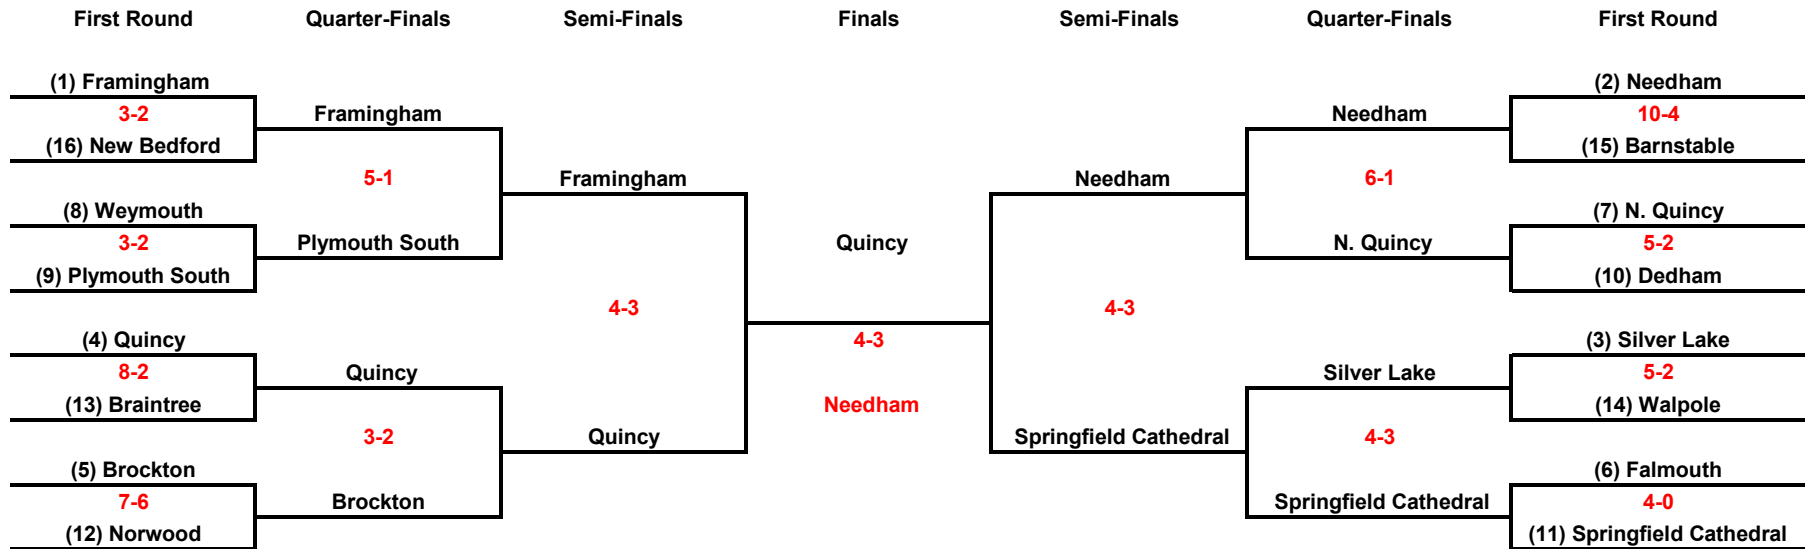 First Round Quarter-Finals Semi-Finals Finals Semi-Finals Quarter-Finals First Round
(1) Framingham (2) Needham
3-2 Framingham Needham 10-4
(16) New Bedford (15) Barnstable
5-1 Framingham Needham 6-1
(8) Weymouth (7) N. Quincy
3-2 Plymouth South Quincy N. Quincy 5-2
(9) Plymouth South (10) Dedham
4-3 4-3
(4) Quincy 4-3 (3) Silver Lake
8-2 Quincy Silver Lake 5-2
(13) Braintree Needham (14) Walpole
3-2 Quincy Springfield Cathedral 4-3
(5) Brockton (6) Falmouth
7-6 Brockton Springfield Cathedral 4-0
(12) Norwood (11) Springfield Cathedral